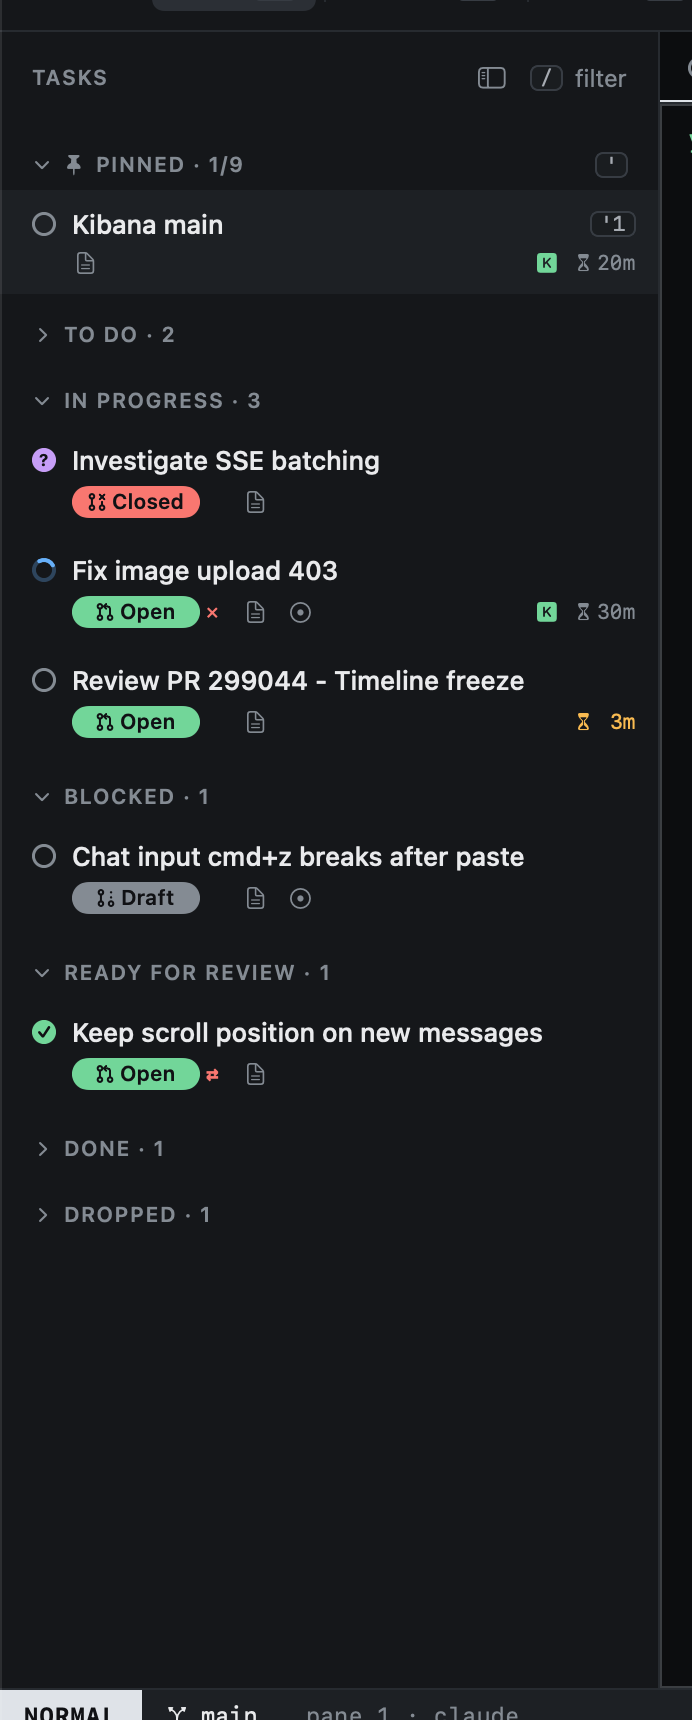 TASKS
/ filter
PINNED · 1/9 '
Kibana main '1
K 20m
TO DO · 2
IN PROGRESS · 3
? Investigate SSE batching
Closed
Fix image upload 403
Open × K 30m
Review PR 299044 - Timeline freeze
Open 3m
BLOCKED · 1
Chat input cmd+z breaks after paste
Draft
READY FOR REVIEW · 1
Keep scroll position on new messages
Open
DONE · 1
DROPPED · 1
NORMAL main pane 1 · claude